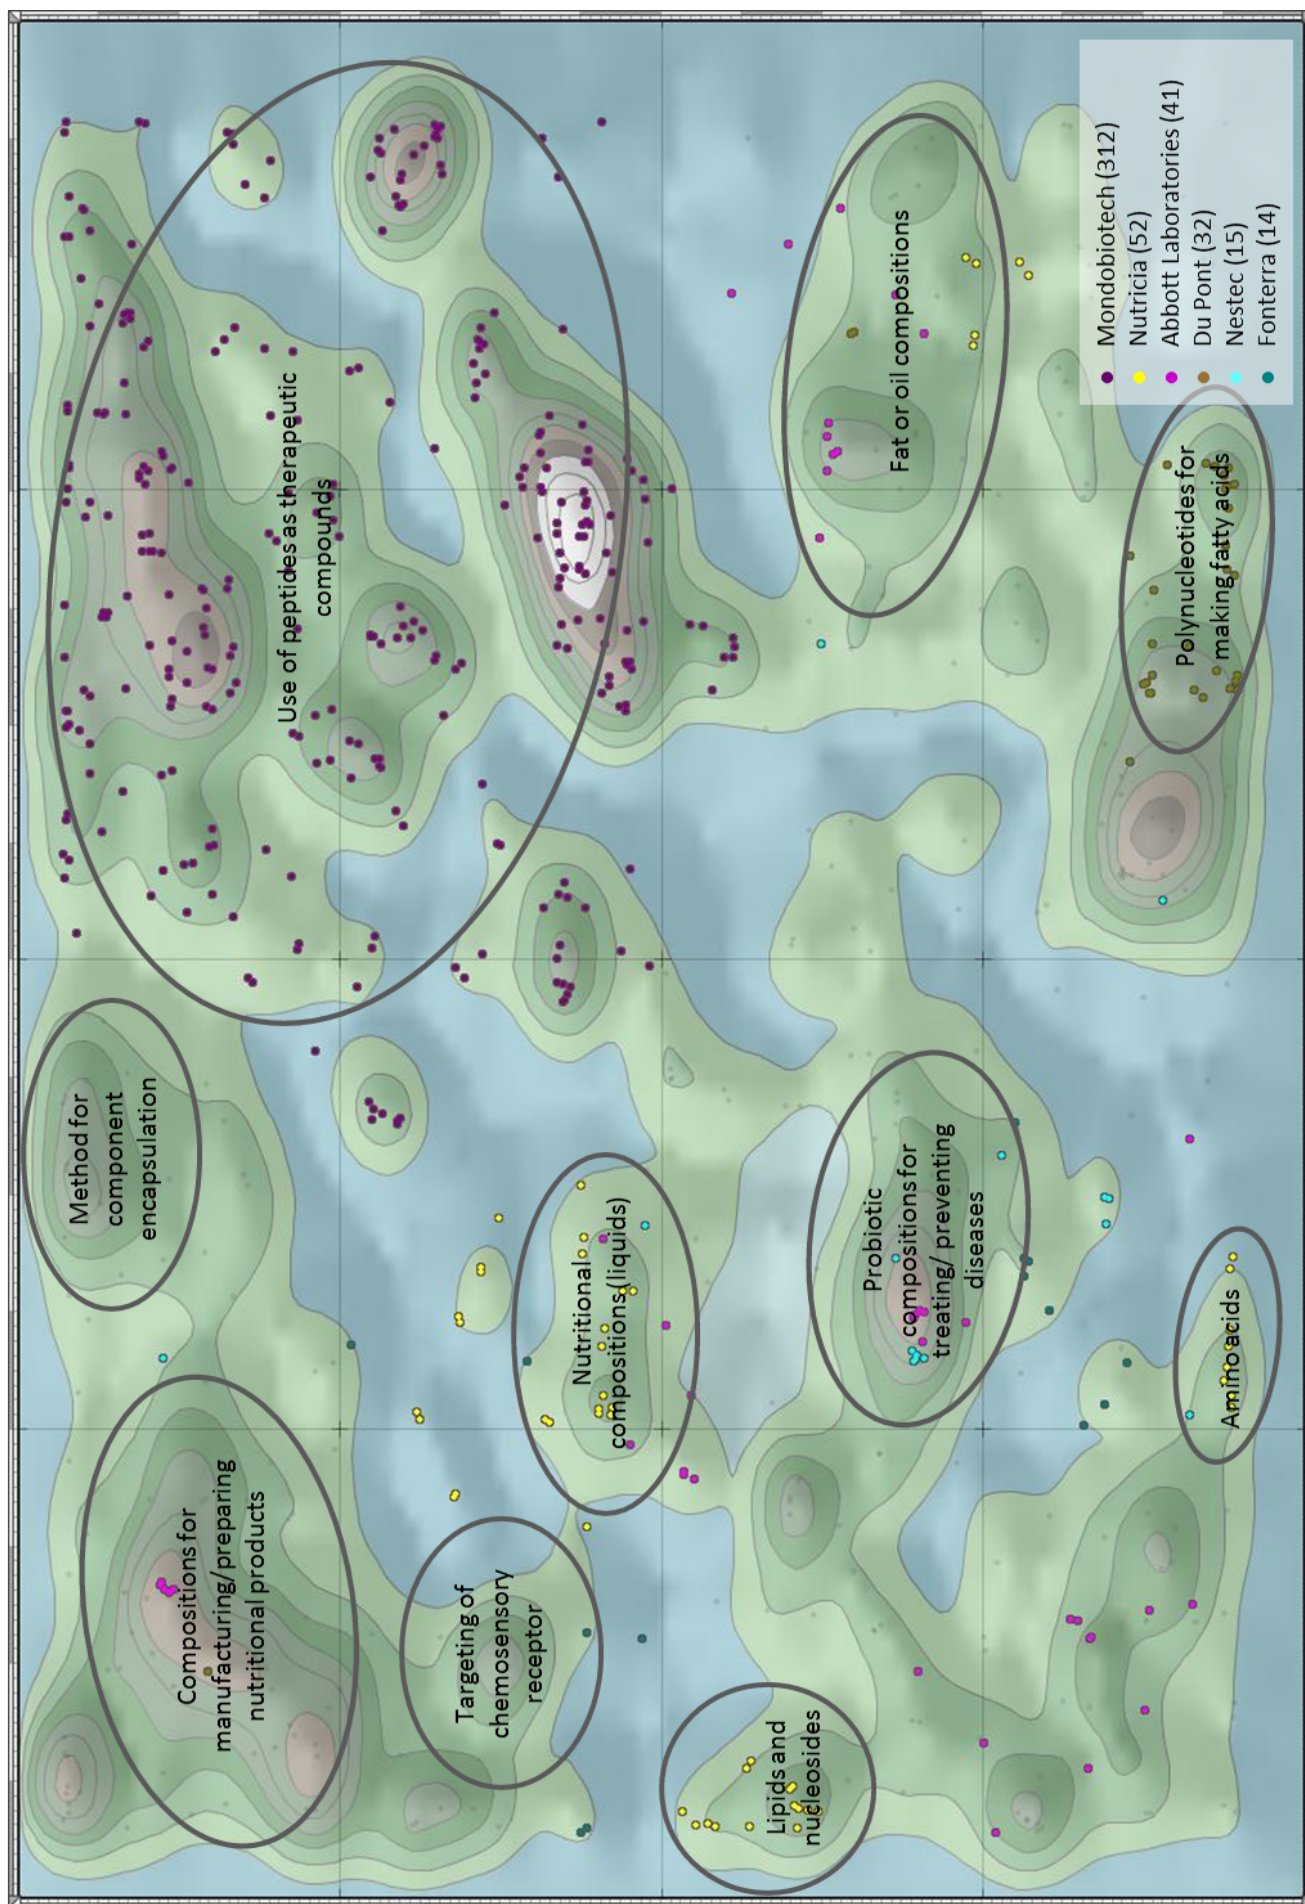 Compositions for
manufacturing/preparing
nutritional products
Method for
component
encapsulation
Use of peptides as therapeutic
compounds
Targeting of
chemosensory
receptor
Nutritional
compositions (liquids)
Lipids and
nucleosides
Probiotic
compositions for
treating/ preventing
diseases
Fat or oil compositions
Amino acids
Polynucleotides for
making fatty acids
Mondobiotech (312)
Nutricia (52)
Abbott Laboratories (41)
Du Pont (32)
Nestec (15)
Fonterra (14)